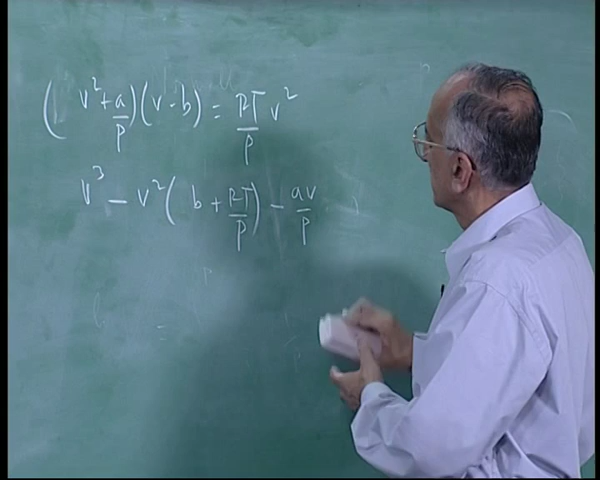 (v² + a/p)(v - b) = RT/p v²
v³ - v²(b + RT/p) - av/p